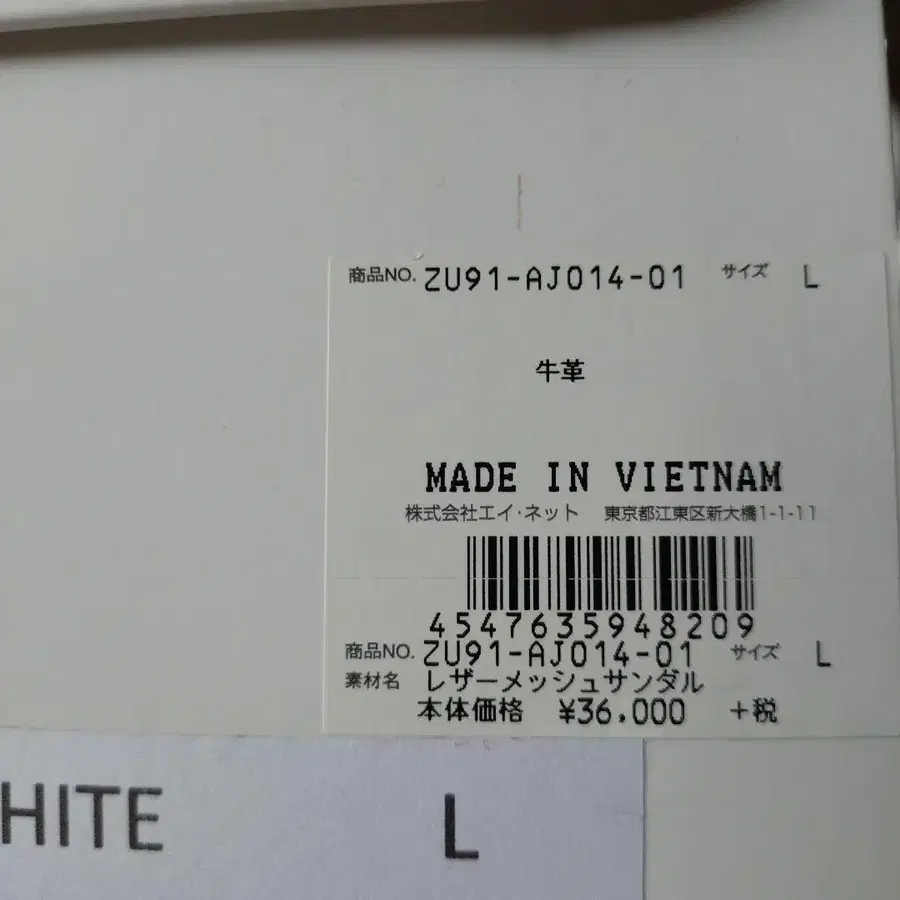 商品NO. ZU91-AJ014-01 サイズ L
牛革
MADE IN VIETNAM
株式会社エイ・ネット 東京都江東区新大橋1-1-11
4547635948209
商品NO. ZU91-AJ014-01 サイズ L
素材名 レザーメッシュサンダル
本体価格 ¥36.000 +税
HITE L